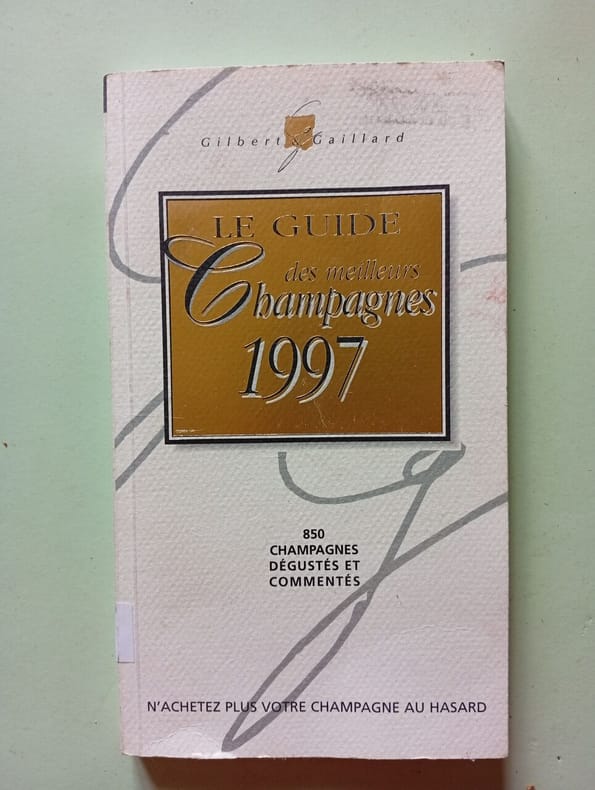 Gilbert & Gaillard
LE GUIDE
des meilleurs
Champagnes
1997
850
CHAMPAGNES
DÉGUSTÉS ET
COMMENTÉS
N'ACHETEZ PLUS VOTRE CHAMPAGNE AU HASARD